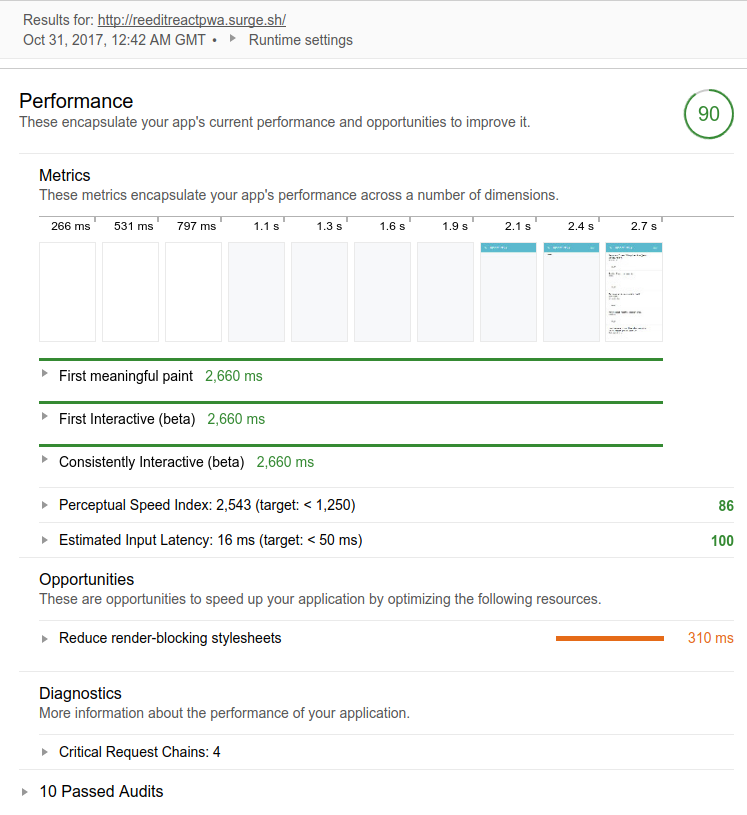 Results for: http://reeditreactpwa.surge.sh/
Oct 31, 2017, 12:42 AM GMT • Runtime settings
Performance
These encapsulate your app's current performance and opportunities to improve it.
90
Metrics
These metrics encapsulate your app's performance across a number of dimensions.
266 ms 531 ms 797 ms 1.1 s 1.3 s 1.6 s 1.9 s 2.1 s 2.4 s 2.7 s
First meaningful paint 2,660 ms
First Interactive (beta) 2,660 ms
Consistently Interactive (beta) 2,660 ms
Perceptual Speed Index: 2,543 (target: < 1,250) 86
Estimated Input Latency: 16 ms (target: < 50 ms) 100
Opportunities
These are opportunities to speed up your application by optimizing the following resources.
Reduce render-blocking stylesheets 310 ms
Diagnostics
More information about the performance of your application.
Critical Request Chains: 4
10 Passed Audits